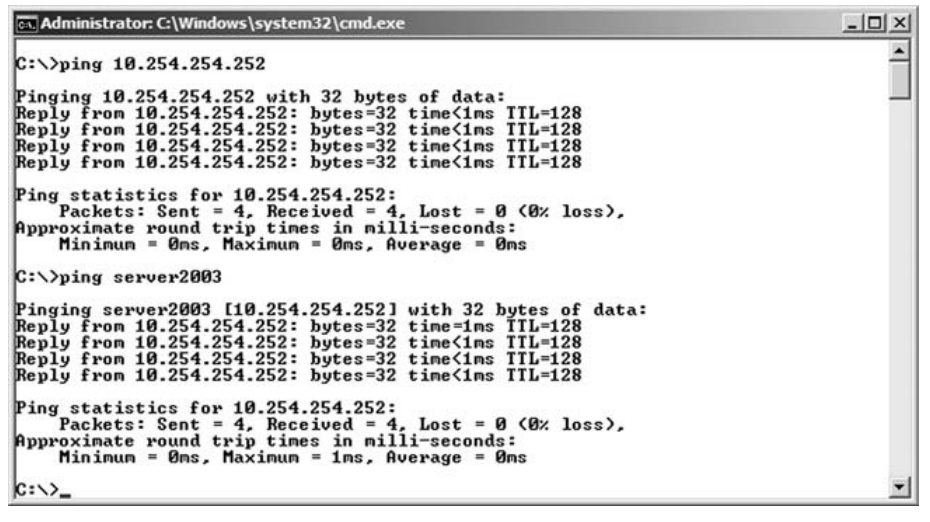 Administrator: C:\Windows\system32\cmd.exe
C:\>ping 10.254.254.252
Pinging 10.254.254.252 with 32 bytes of data:
Reply from 10.254.254.252: bytes=32 time<1ms TTL=128
Reply from 10.254.254.252: bytes=32 time<1ms TTL=128
Reply from 10.254.254.252: bytes=32 time<1ms TTL=128
Reply from 10.254.254.252: bytes=32 time<1ms TTL=128
Ping statistics for 10.254.254.252:
Packets: Sent = 4, Received = 4, Lost = 0 (0% loss),
Approximate round trip times in milli-seconds:
Minimum = 0ms, Maximum = 0ms, Average = 0ms
C:\>ping server2003
Pinging server2003 [10.254.254.252] with 32 bytes of data:
Reply from 10.254.254.252: bytes=32 time=1ms TTL=128
Reply from 10.254.254.252: bytes=32 time<1ms TTL=128
Reply from 10.254.254.252: bytes=32 time<1ms TTL=128
Reply from 10.254.254.252: bytes=32 time<1ms TTL=128
Ping statistics for 10.254.254.252:
Packets: Sent = 4, Received = 4, Lost = 0 (0% loss),
Approximate round trip times in milli-seconds:
Minimum = 0ms, Maximum = 1ms, Average = 0ms
C:\>_